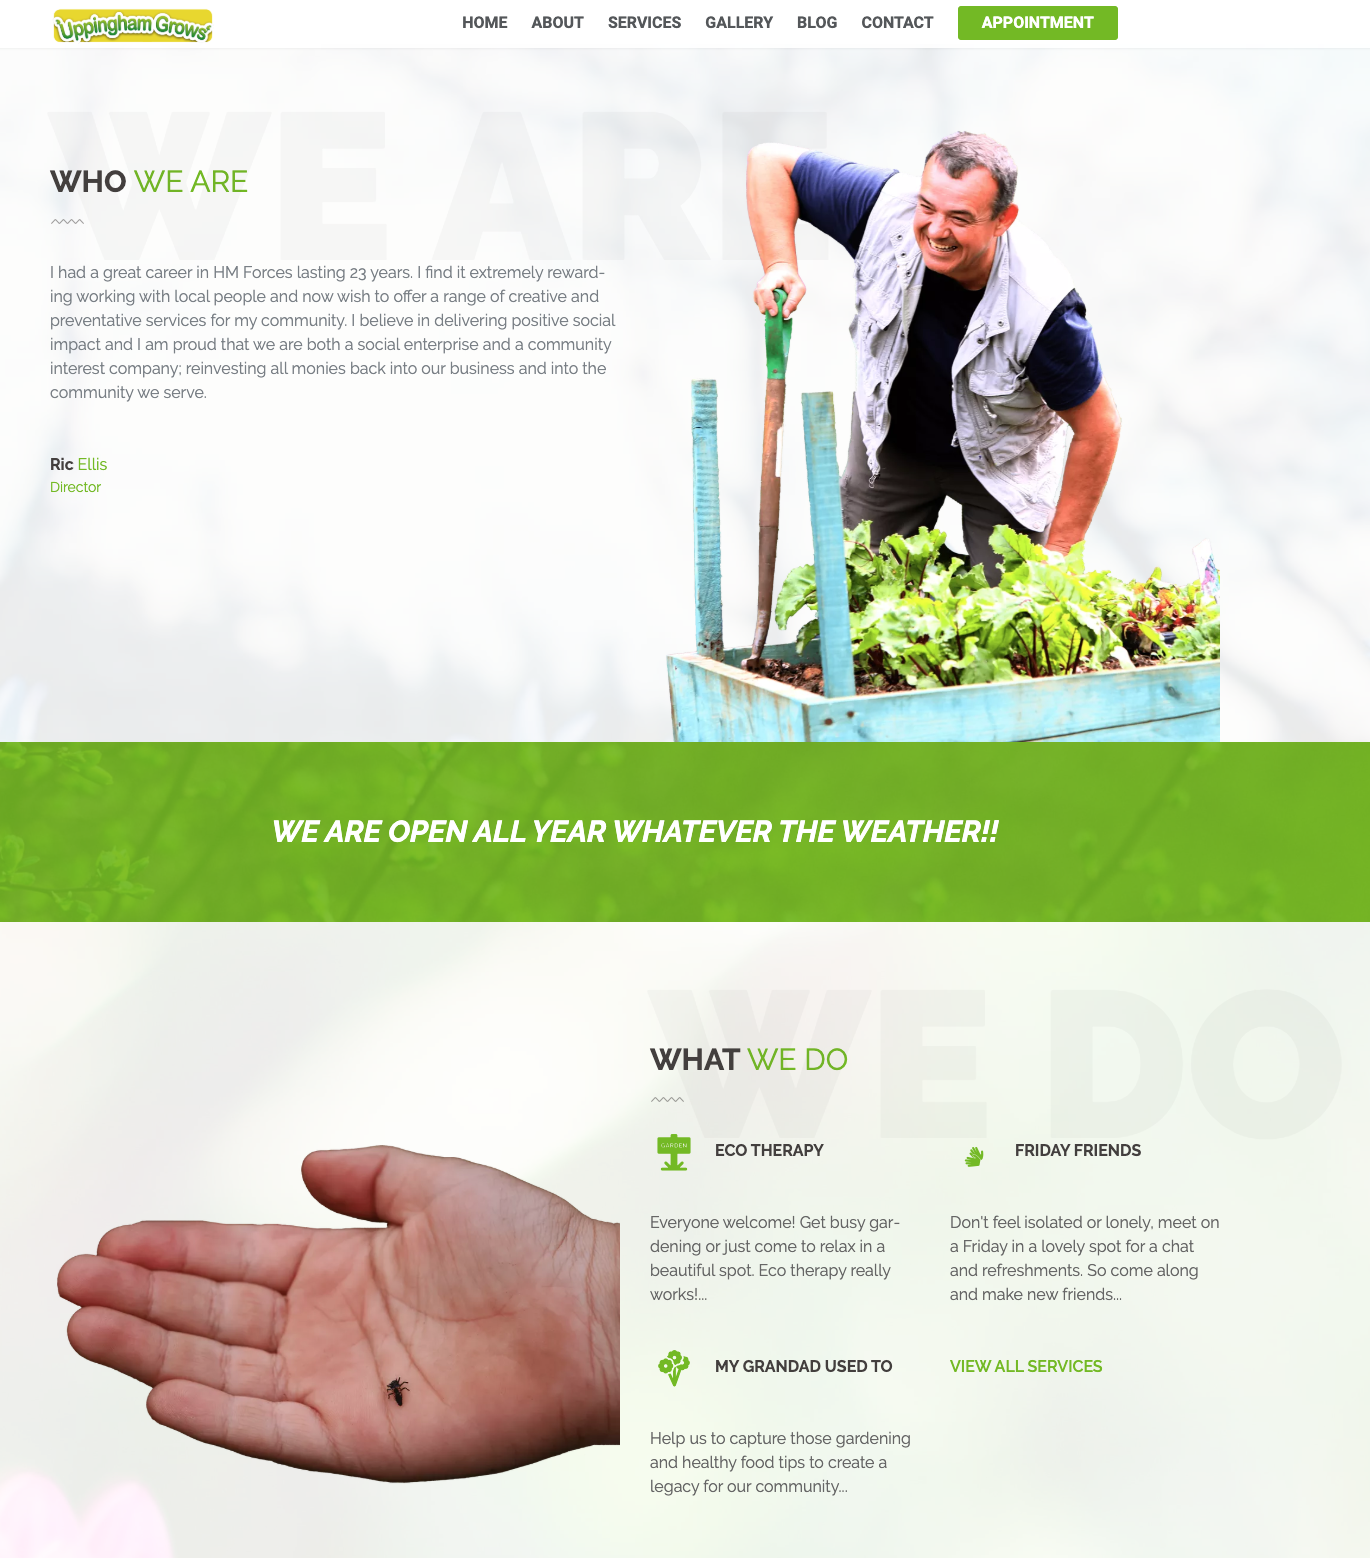 Uppingham Grows
HOME ABOUT SERVICES GALLERY BLOG CONTACT APPOINTMENT
WE ARE
WHO WE ARE
I had a great career in HM Forces lasting 23 years. I find it extremely reward-
ing working with local people and now wish to offer a range of creative and
preventative services for my community. I believe in delivering positive social
impact and I am proud that we are both a social enterprise and a community
interest company; reinvesting all monies back into our business and into the
community we serve.
Ric Ellis
Director
WE ARE OPEN ALL YEAR WHATEVER THE WEATHER!!
WE DO
WHAT WE DO
GARDEN
ECO THERAPY
Everyone welcome! Get busy gar-
dening or just come to relax in a
beautiful spot. Eco therapy really
works!...
FRIDAY FRIENDS
Don't feel isolated or lonely, meet on
a Friday in a lovely spot for a chat
and refreshments. So come along
and make new friends...
MY GRANDAD USED TO
Help us to capture those gardening
and healthy food tips to create a
legacy for our community...
VIEW ALL SERVICES